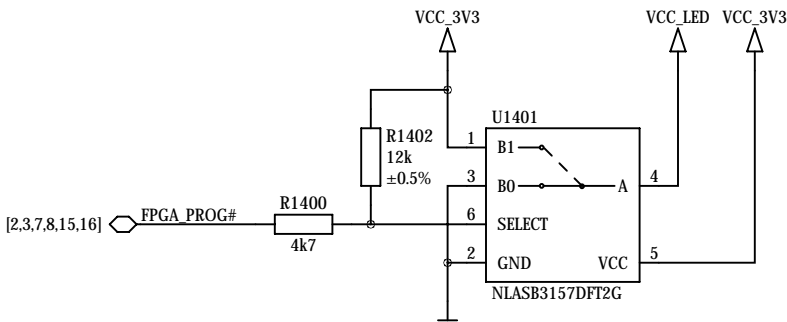 VCC_3V3
VCC_LED
VCC_3V3
U1401
R1402
12k
±0.5%
1
B1
3
B0
A
4
R1400
[2,3,7,8,15,16]
FPGA_PROG#
6
SELECT
4k7
2
GND
VCC
5
NLASB3157DFT2G